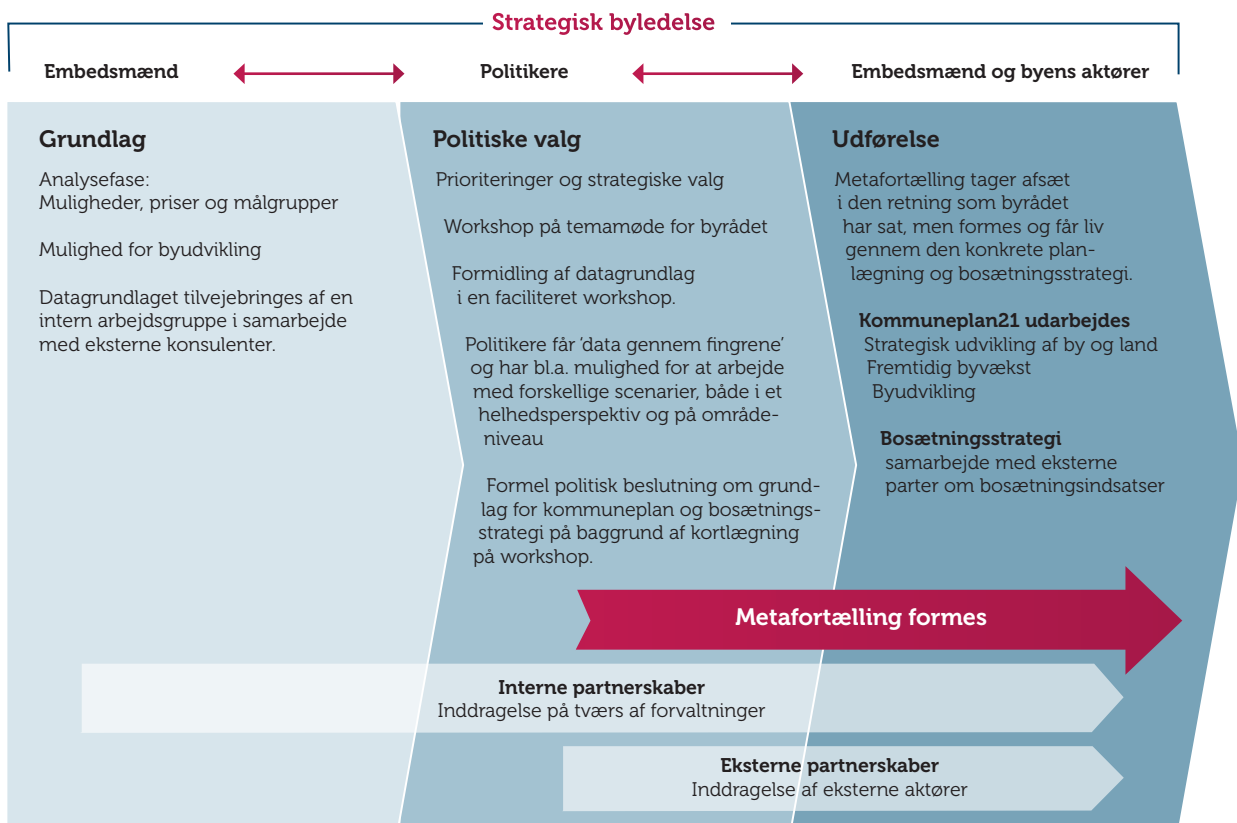 Strategisk byledelse
Embedsmænd
Politikere
Embedsmænd og byens aktører
Grundlag
Analysefase:
Muligheder, priser og målgrupper
Mulighed for byudvikling
Datagrundlaget tilvejebringes af en
intern arbejdsgruppe i samarbejde
med eksterne konsulenter.
Politiske valg
Prioriteringer og strategiske valg
Workshop på temamøde for byrådet
Formidling af datagrundlag
i en faciliteret workshop.
Politikere får 'data gennem fingrene'
og har bl.a. mulighed for at arbejde
med forskellige scenarier, både i et
helhedsperspektiv og på område-
niveau
Formel politisk beslutning om grund-
lag for kommuneplan og bosætnings-
strategi på baggrund af kortlægning
på workshop.
Udførelse
Metafortælling tager afsæt
i den retning som byrådet
har sat, men formes og får liv
gennem den konkrete plan-
lægning og bosætningsstrategi.
Kommuneplan21 udarbejdes
Strategisk udvikling af by og land
Fremtidig byvækst
Byudvikling
Bosætningsstrategi
samarbejde med eksterne
parter om bosætningsindsatser
Metafortælling formes
Interne partnerskaber
Inddragelse på tværs af forvaltninger
Eksterne partnerskaber
Inddragelse af eksterne aktører